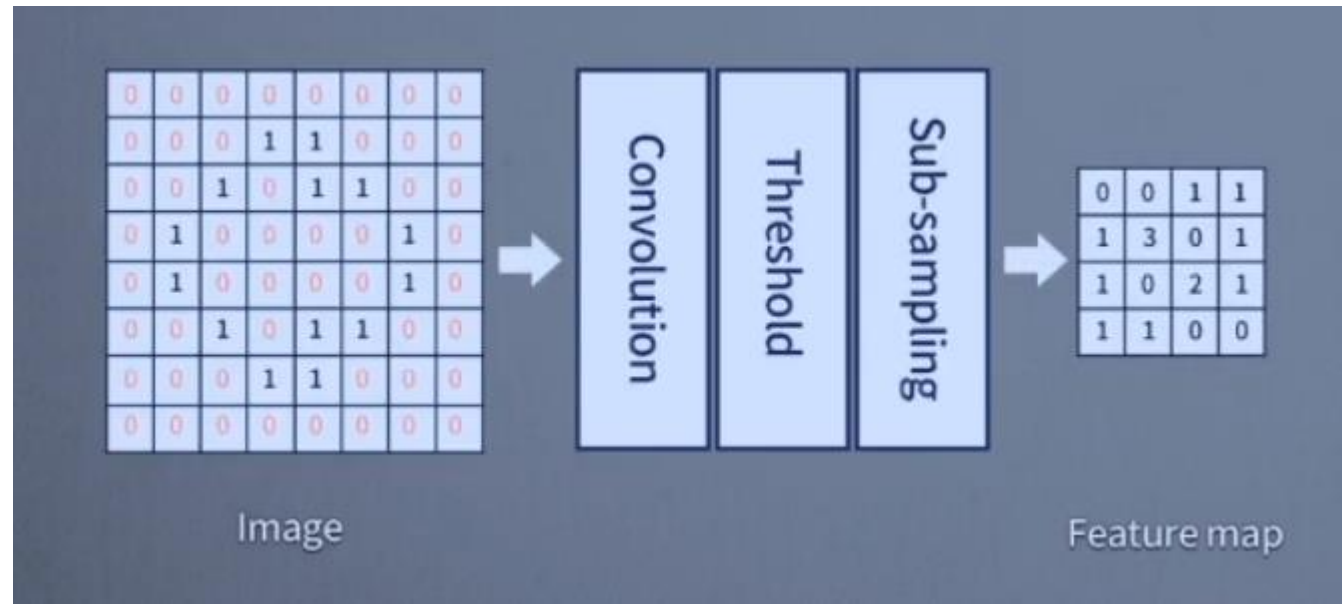 0 0 0 0 0 0 0 0
0 0 0 1 1 0 0 0
0 0 1 0 1 1 0 0
0 1 0 0 0 0 1 0
0 1 0 0 0 0 1 0
0 0 1 0 1 1 0 0
0 0 0 1 1 0 0 0
0 0 0 0 0 0 0 0
Image
Convolution
Threshold
Sub-sampling
0 0 1 1
1 3 0 1
1 0 2 1
1 1 0 0
Feature map